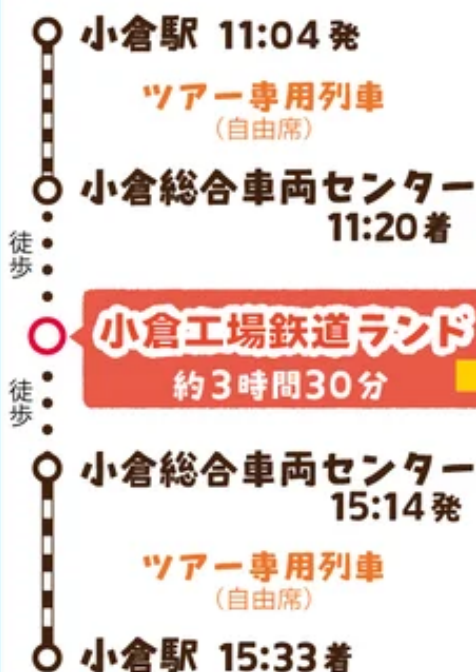 小倉駅 11:04発
ツアー専用列車
(自由席)
小倉総合車両センター
11:20着
徒歩
小倉工場鉄道ランド
約3時間30分
徒歩
小倉総合車両センター
15:14発
ツアー専用列車
(自由席)
小倉駅 15:33着